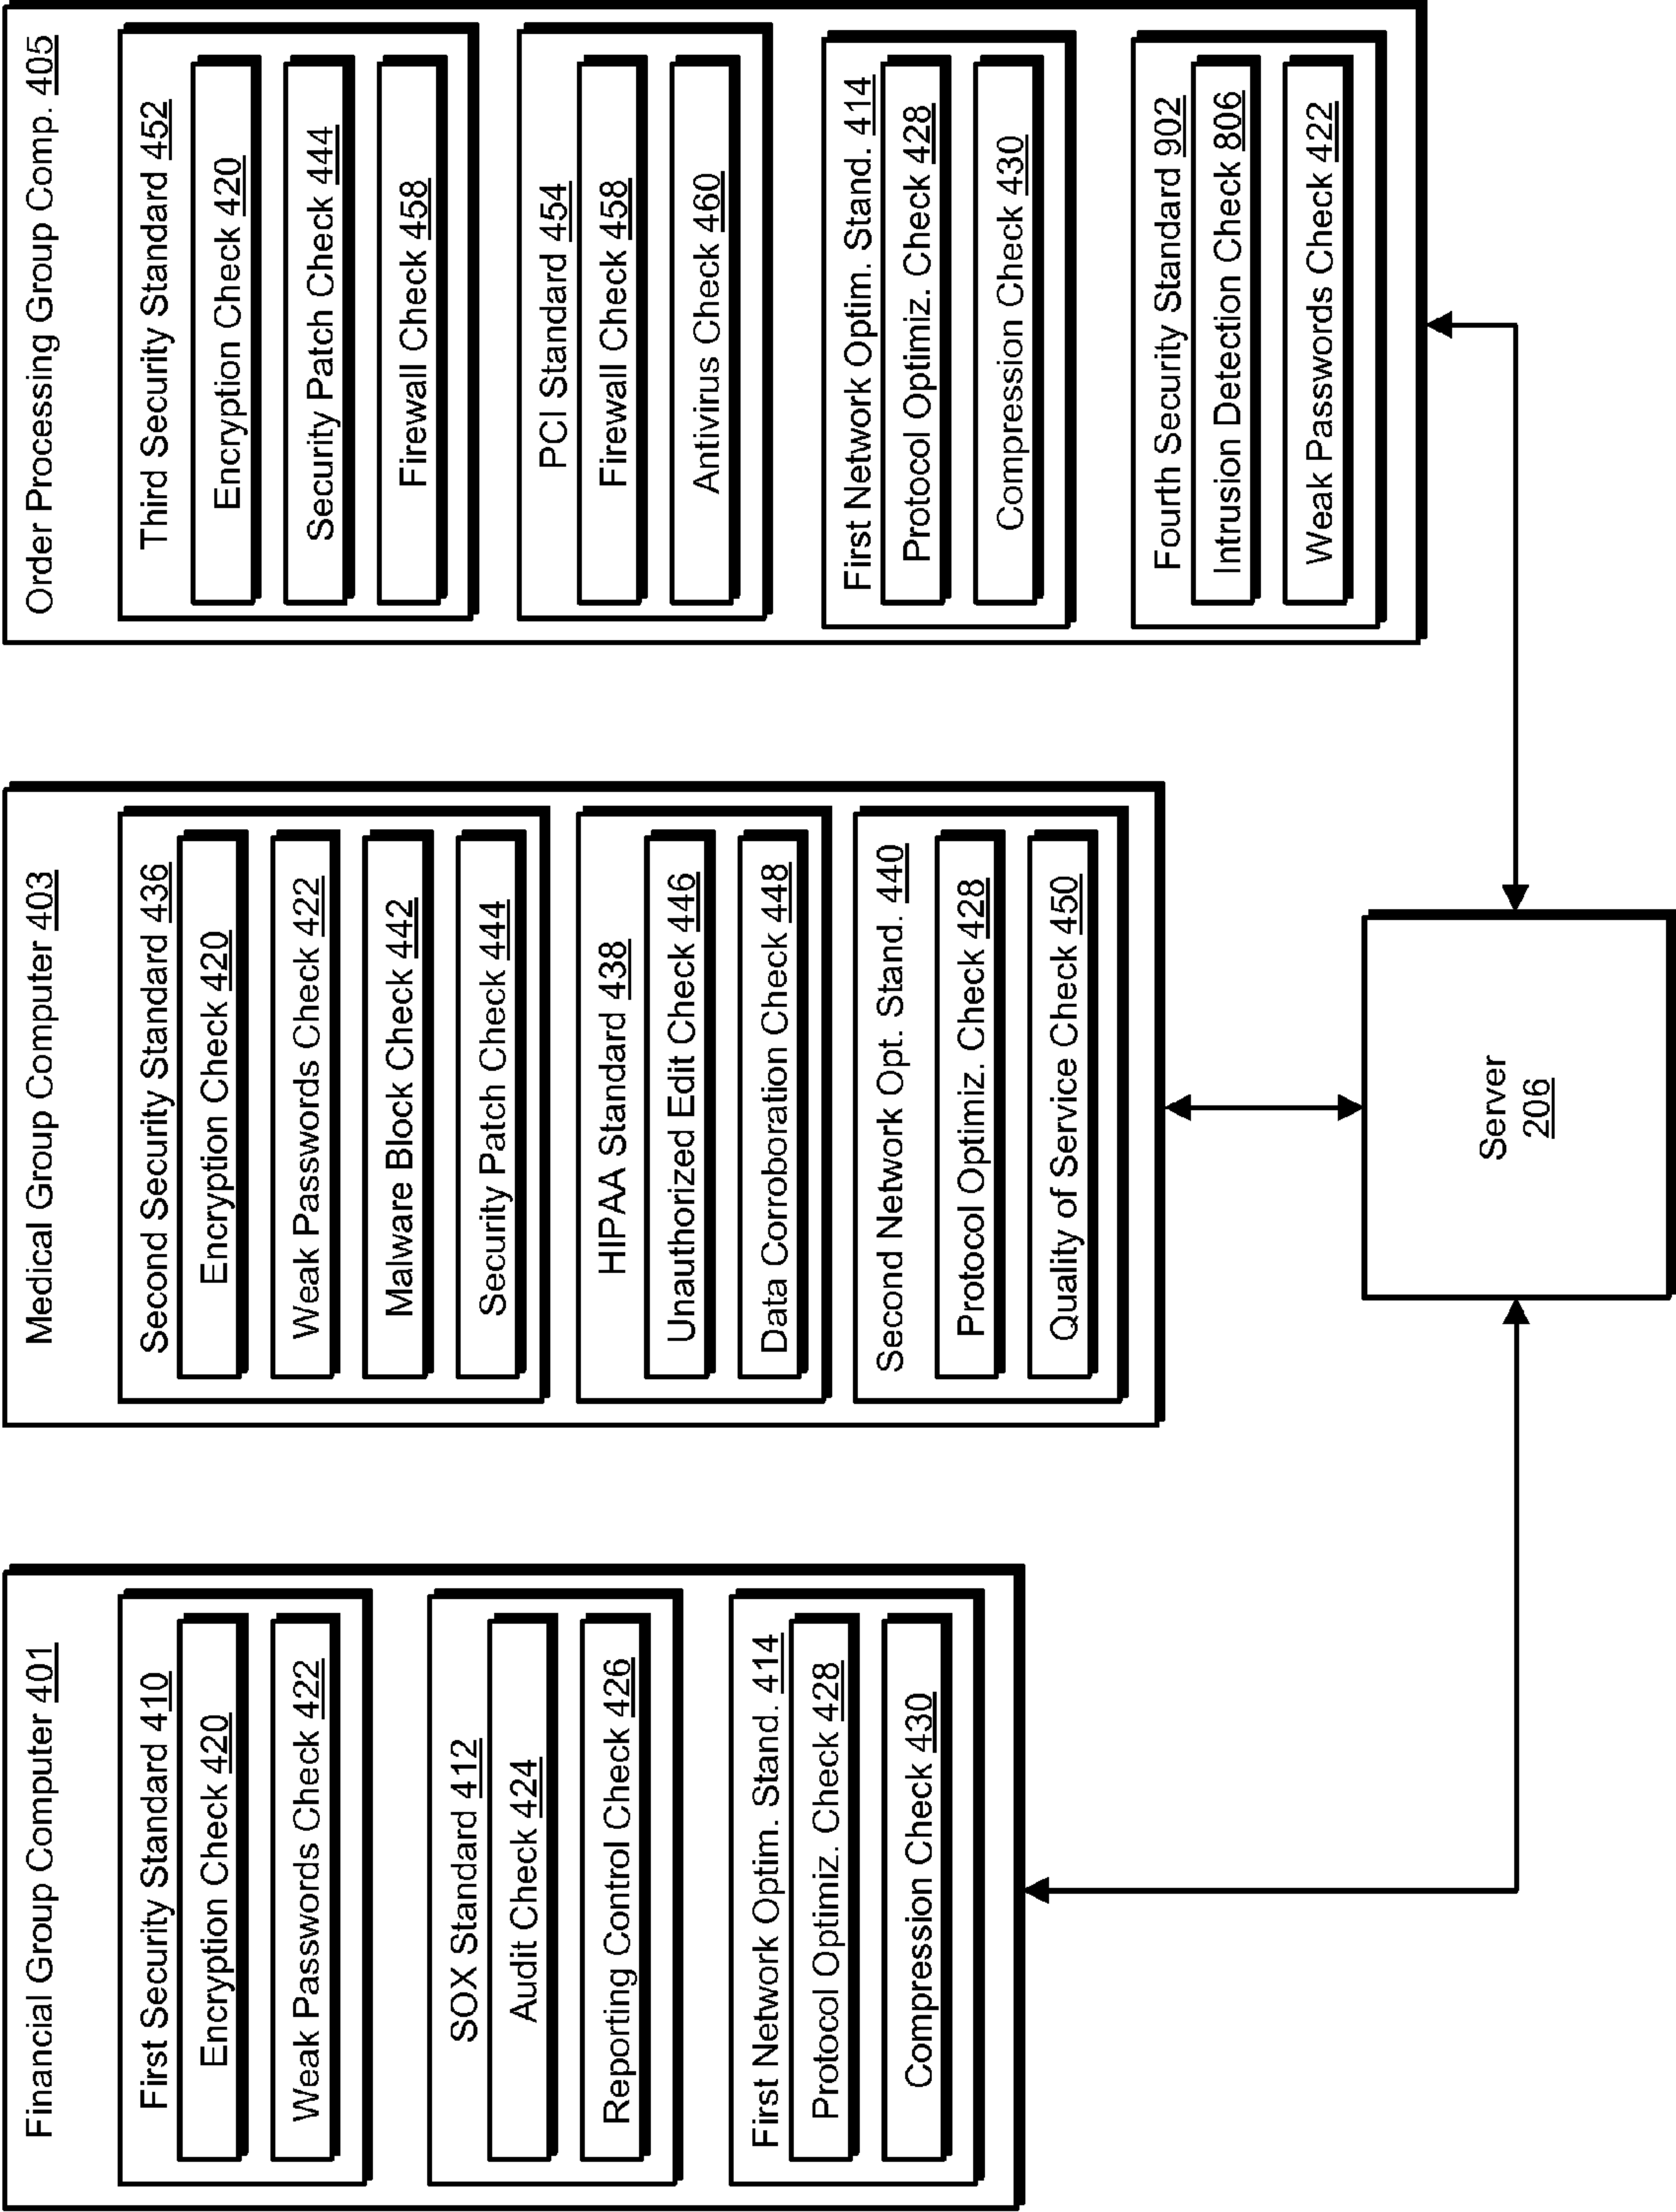 Financial Group Computer 401
First Security Standard 410
Encryption Check 420
Weak Passwords Check 422
SOX Standard 412
Audit Check 424
Reporting Control Check 426
First Network Optim. Stand. 414
Protocol Optimiz. Check 428
Compression Check 430
Medical Group Computer 403
Second Security Standard 436
Encryption Check 420
Weak Passwords Check 422
Malware Block Check 442
Security Patch Check 444
HIPAA Standard 438
Unauthorized Edit Check 446
Data Corroboration Check 448
Second Network Opt. Stand. 440
Protocol Optimiz. Check 428
Quality of Service Check 450
Order Processing Group Comp. 405
Third Security Standard 452
Encryption Check 420
Security Patch Check 444
Firewall Check 458
PCI Standard 454
Firewall Check 458
Antivirus Check 460
First Network Optim. Stand. 414
Protocol Optimiz. Check 428
Compression Check 430
Fourth Security Standard 902
Intrusion Detection Check 806
Weak Passwords Check 422
Server
206